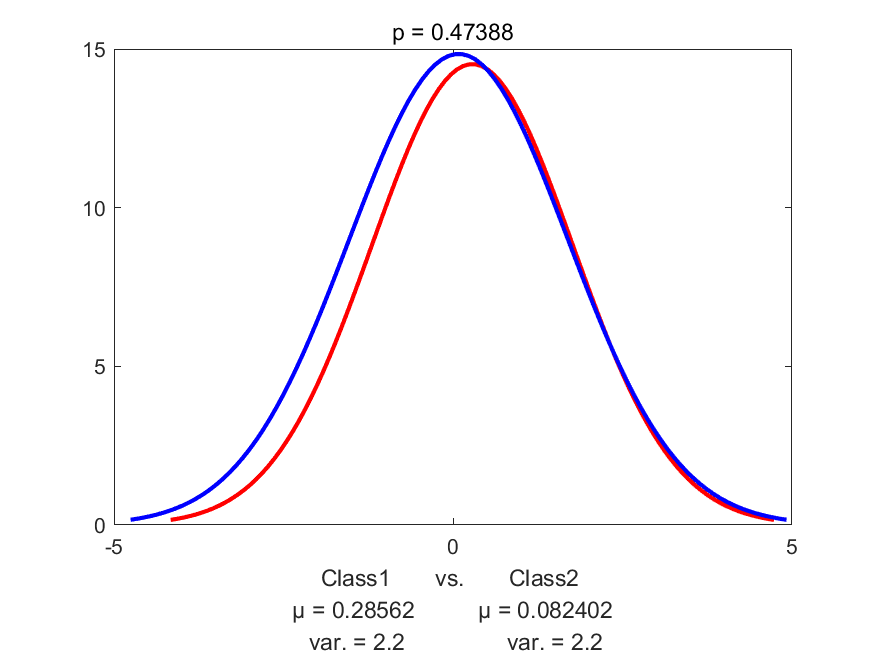 p = 0.47388
15
10
5
0
-5 0 5
Class1 vs. Class2
μ = 0.28562 μ = 0.082402
var. = 2.2 var. = 2.2